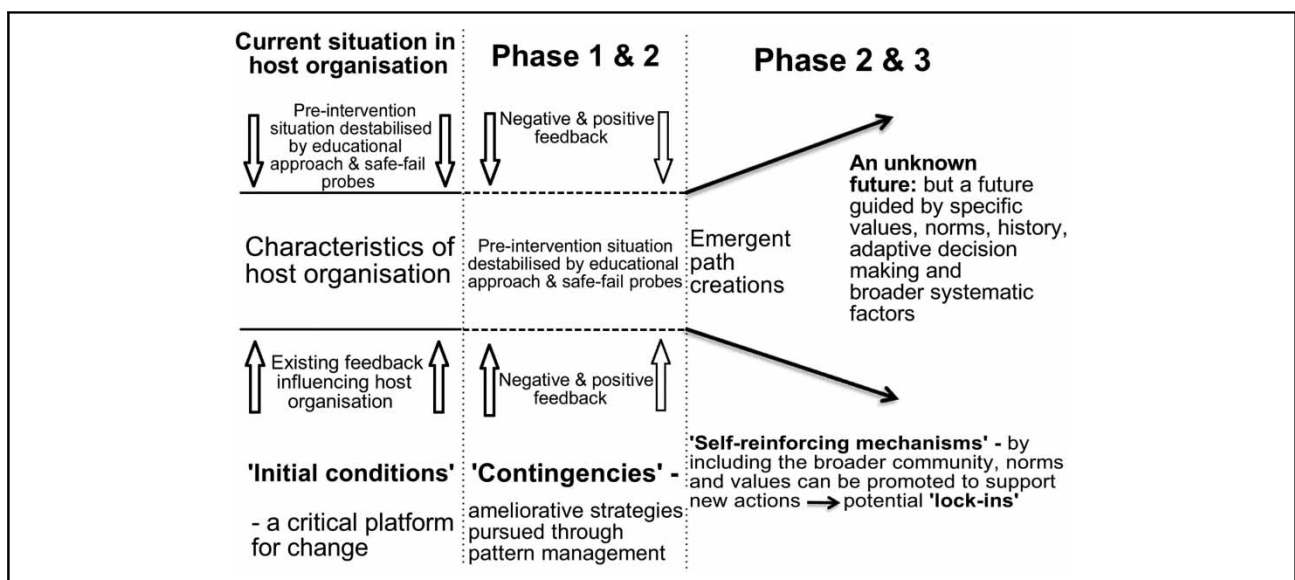 Current situation in
host organisation
Pre-intervention
situation destabilised
by educational
approach & safe-fail
probes
Characteristics of
host organisation
Existing feedback
influencing host
organisation
'Initial conditions'
- a critical platform
for change
Phase 1 & 2
Negative & positive
feedback
Pre-intervention situation
destabilised by educational
approach & safe-fail probes
Negative & positive
feedback
'Contingencies' -
ameliorative strategies
pursued through
pattern management
Phase 2 & 3
Emergent
path
creations
An unknown
future: but a future
guided by specific
values, norms, history,
adaptive decision
making and
broader systematic
factors
'Self-reinforcing mechanisms' - by
including the broader community, norms
and values can be promoted to support
new actions → potential 'lock-ins'